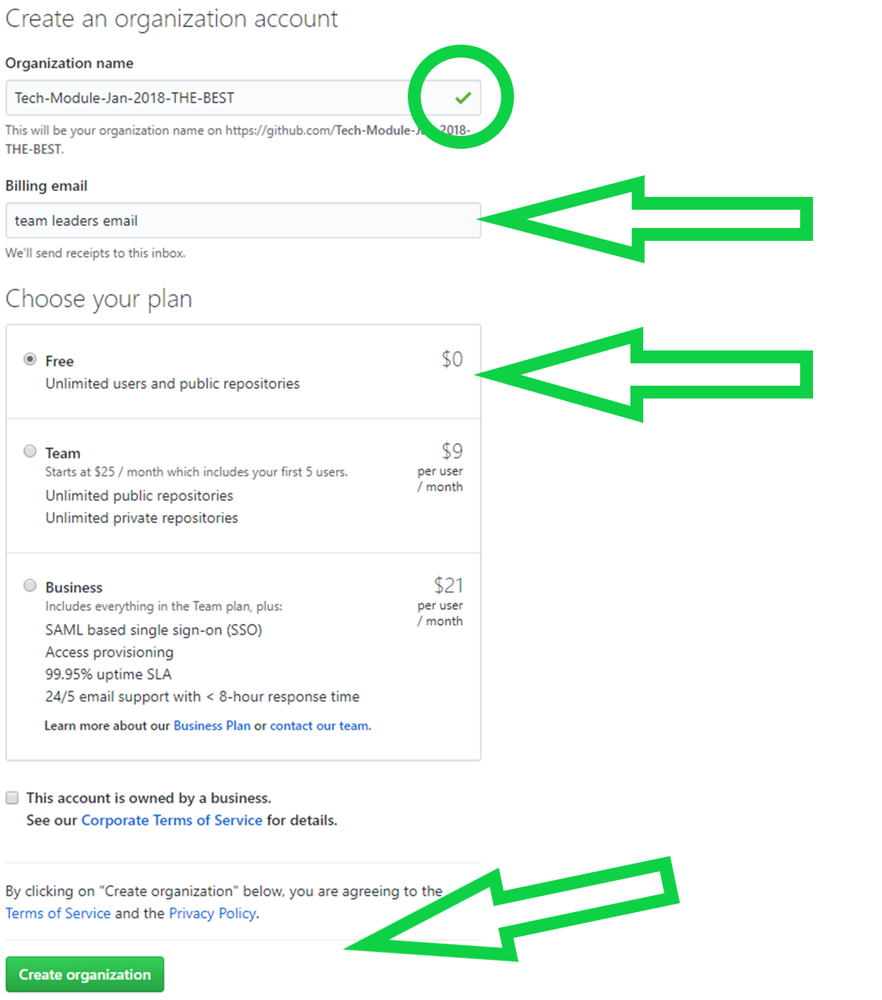 Create an organization account
Organization name
Tech-Module-Jan-2018-THE-BEST
This will be your organization name on https://github.com/Tech-Module-Jan-2018-
THE-BEST.
Billing email
team leaders email
We'll send receipts to this inbox.
Choose your plan
Free
$0
Unlimited users and public repositories
Team
$9
Starts at $25 / month which includes your first 5 users.
per user
/ month
Unlimited public repositories
Unlimited private repositories
Business
$21
Includes everything in the Team plan, plus:
per user
/ month
SAML based single sign-on (SSO)
Access provisioning
99.95% uptime SLA
24/5 email support with < 8-hour response time
Learn more about our Business Plan or contact our team.
This account is owned by a business.
See our Corporate Terms of Service for details.
By clicking on "Create organization" below, you are agreeing to the
Terms of Service and the Privacy Policy.
Create organization